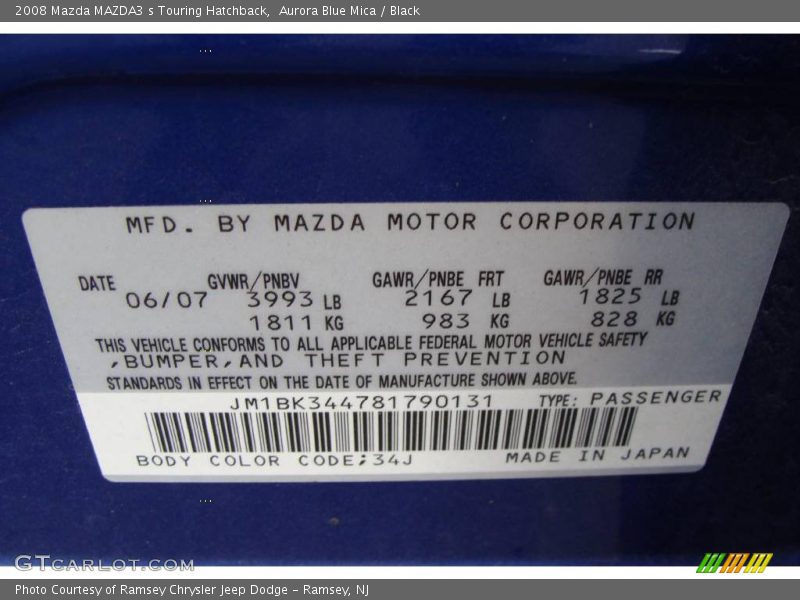 2008 Mazda MAZDA3 s Touring Hatchback,  Aurora Blue Mica / Black
MFD. BY MAZDA MOTOR CORPORATION
DATE GVWR/PNBV GAWR/PNBE FRT GAWR/PNBE RR
06/07 3993 LB 2167 LB 1825 LB
1811 KG 983 KG 828 KG
THIS VEHICLE CONFORMS TO ALL APPLICABLE FEDERAL MOTOR VEHICLE SAFETY
,BUMPER,AND THEFT PREVENTION
STANDARDS IN EFFECT ON THE DATE OF MANUFACTURE SHOWN ABOVE.
JM1BK344781790131 TYPE: PASSENGER
BODY COLOR CODE:34J MADE IN JAPAN
GTCARLOT.COM
Photo Courtesy of Ramsey Chrysler Jeep Dodge – Ramsey, NJ